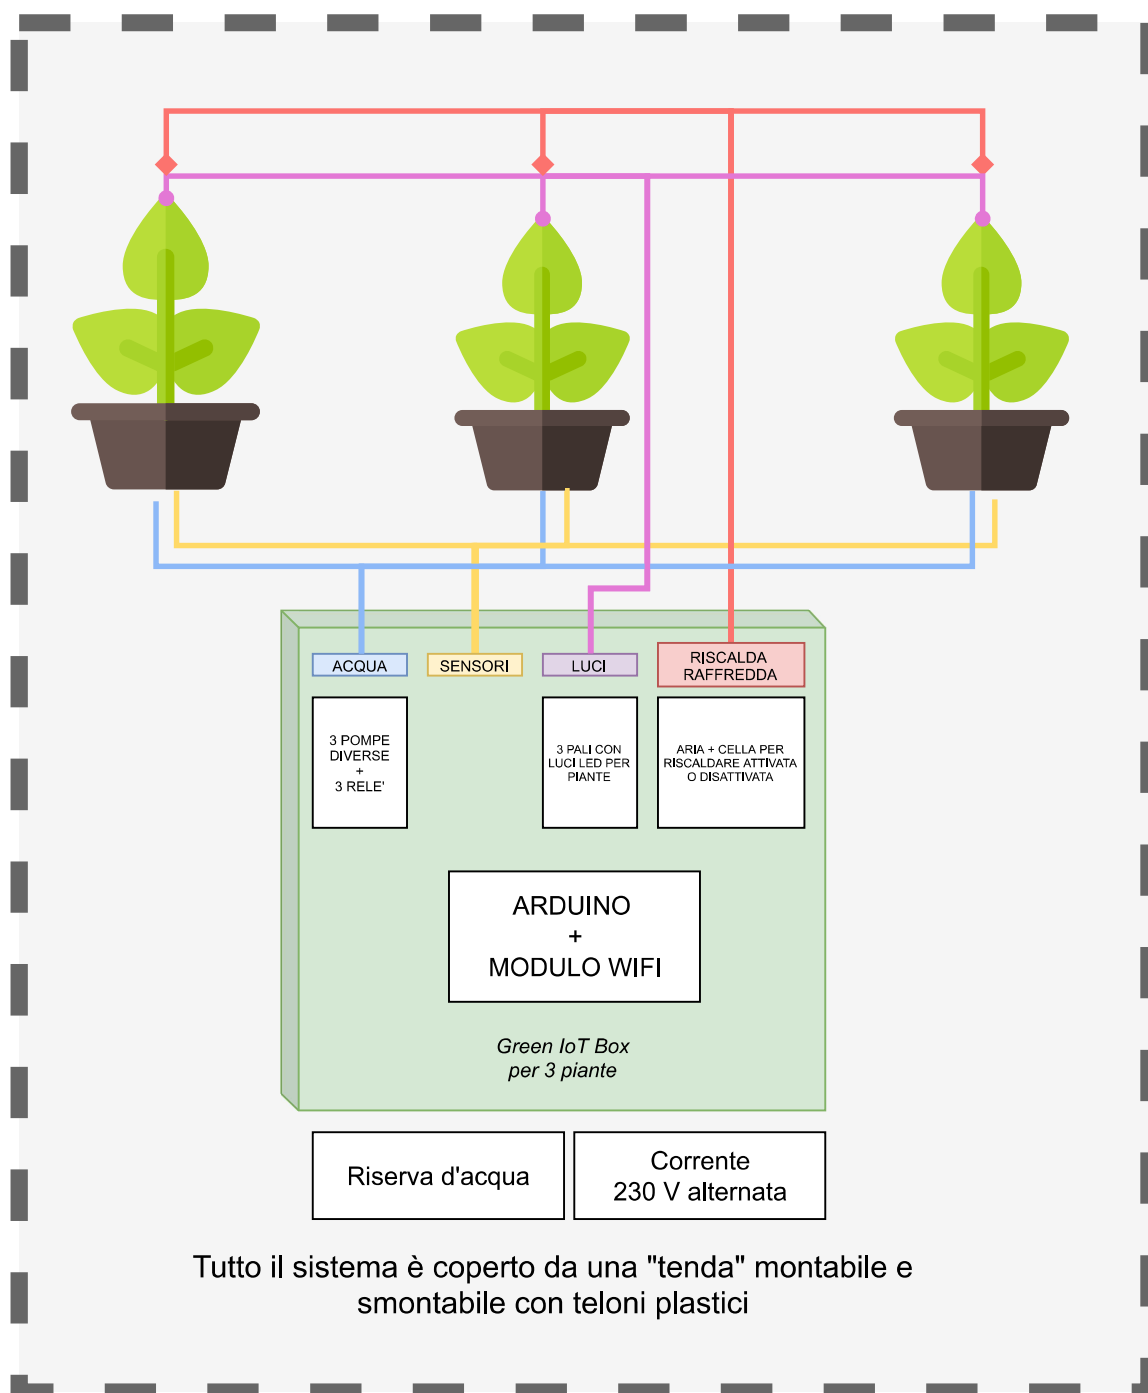 ACQUA
SENSORI
LUCI
RISCALDA
RAFFREDDA
3 POMPE
DIVERSE
+
3 RELE'
3 PALI CON
LUCI LED PER
PIANTE
ARIA + CELLA PER
RISCALDARE ATTIVATA
O DISATTIVATA
ARDUINO
+
MODULO WIFI
Green IoT Box
per 3 piante
Riserva d'acqua
Corrente
230 V alternata
Tutto il sistema è coperto da una "tenda" montabile e
smontabile con teloni plastici